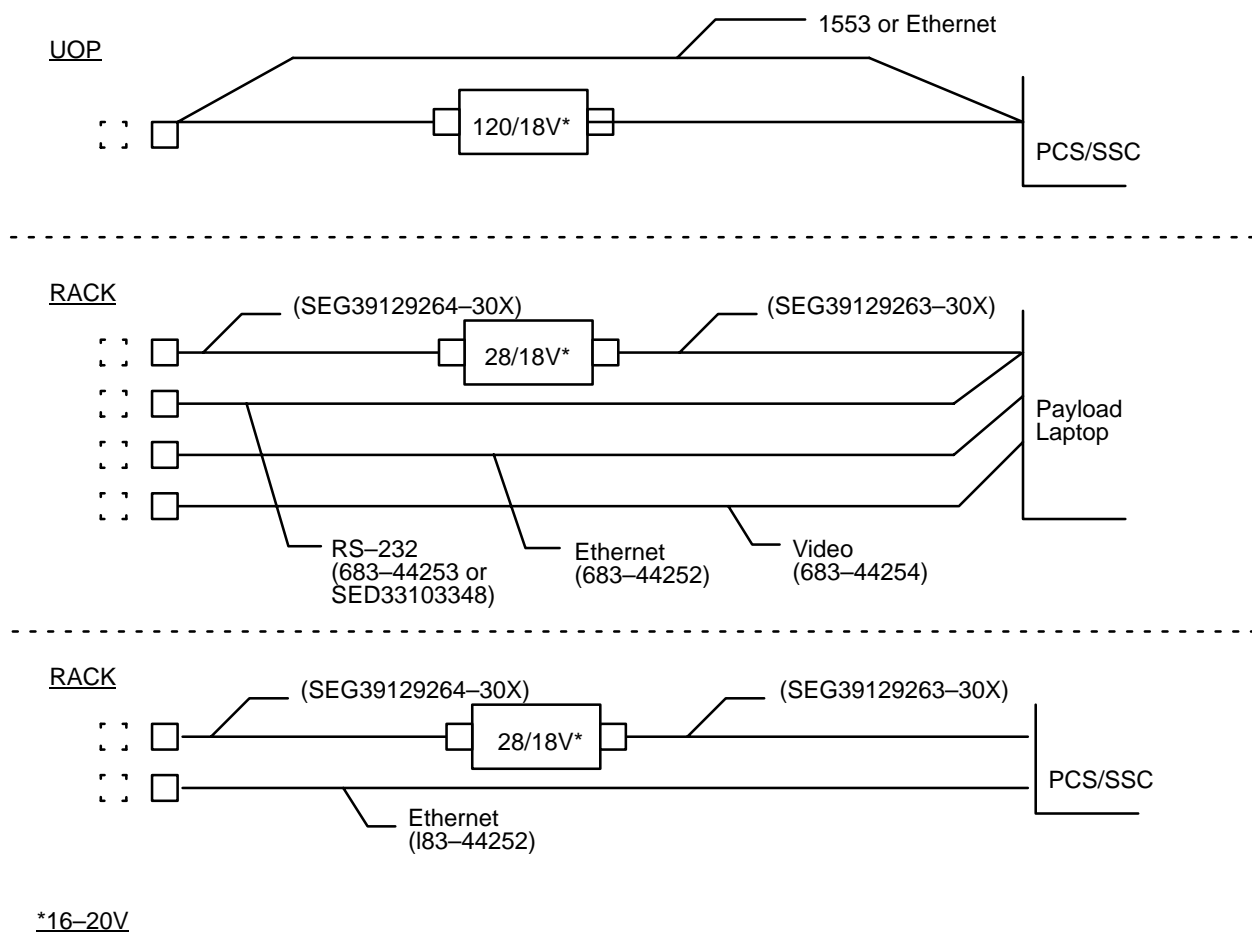 1553 or Ethernet
UOP
120/18V*
PCS/SSC
RACK
(SEG39129264–30X)
(SEG39129263–30X)
28/18V*
Payload
Laptop
RS–232
(683–44253 or
SED33103348)
Ethernet
(683–44252)
Video
(683–44254)
RACK
(SEG39129264–30X)
(SEG39129263–30X)
28/18V*
PCS/SSC
Ethernet
(I83–44252)
*16–20V